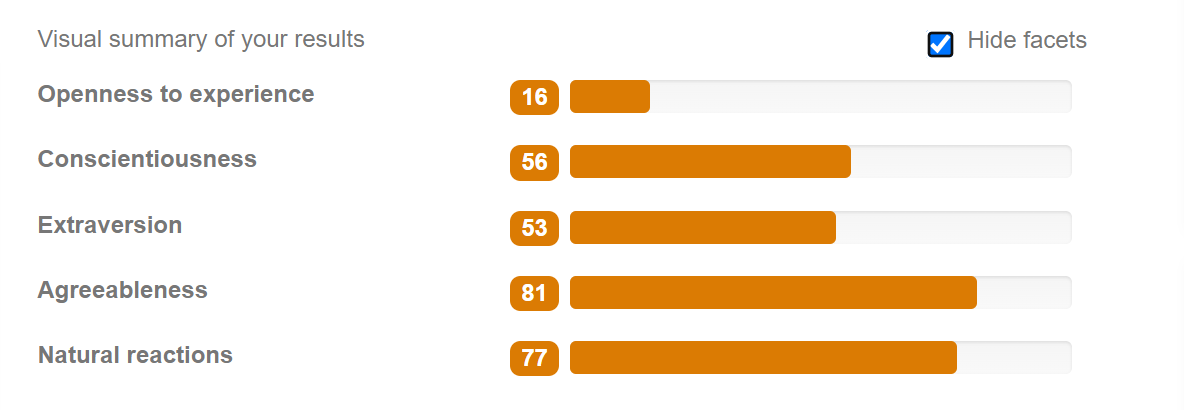 Visual summary of your results Hide facets
Openness to experience 16
Conscientiousness 56
Extraversion 53
Agreeableness 81
Natural reactions 77